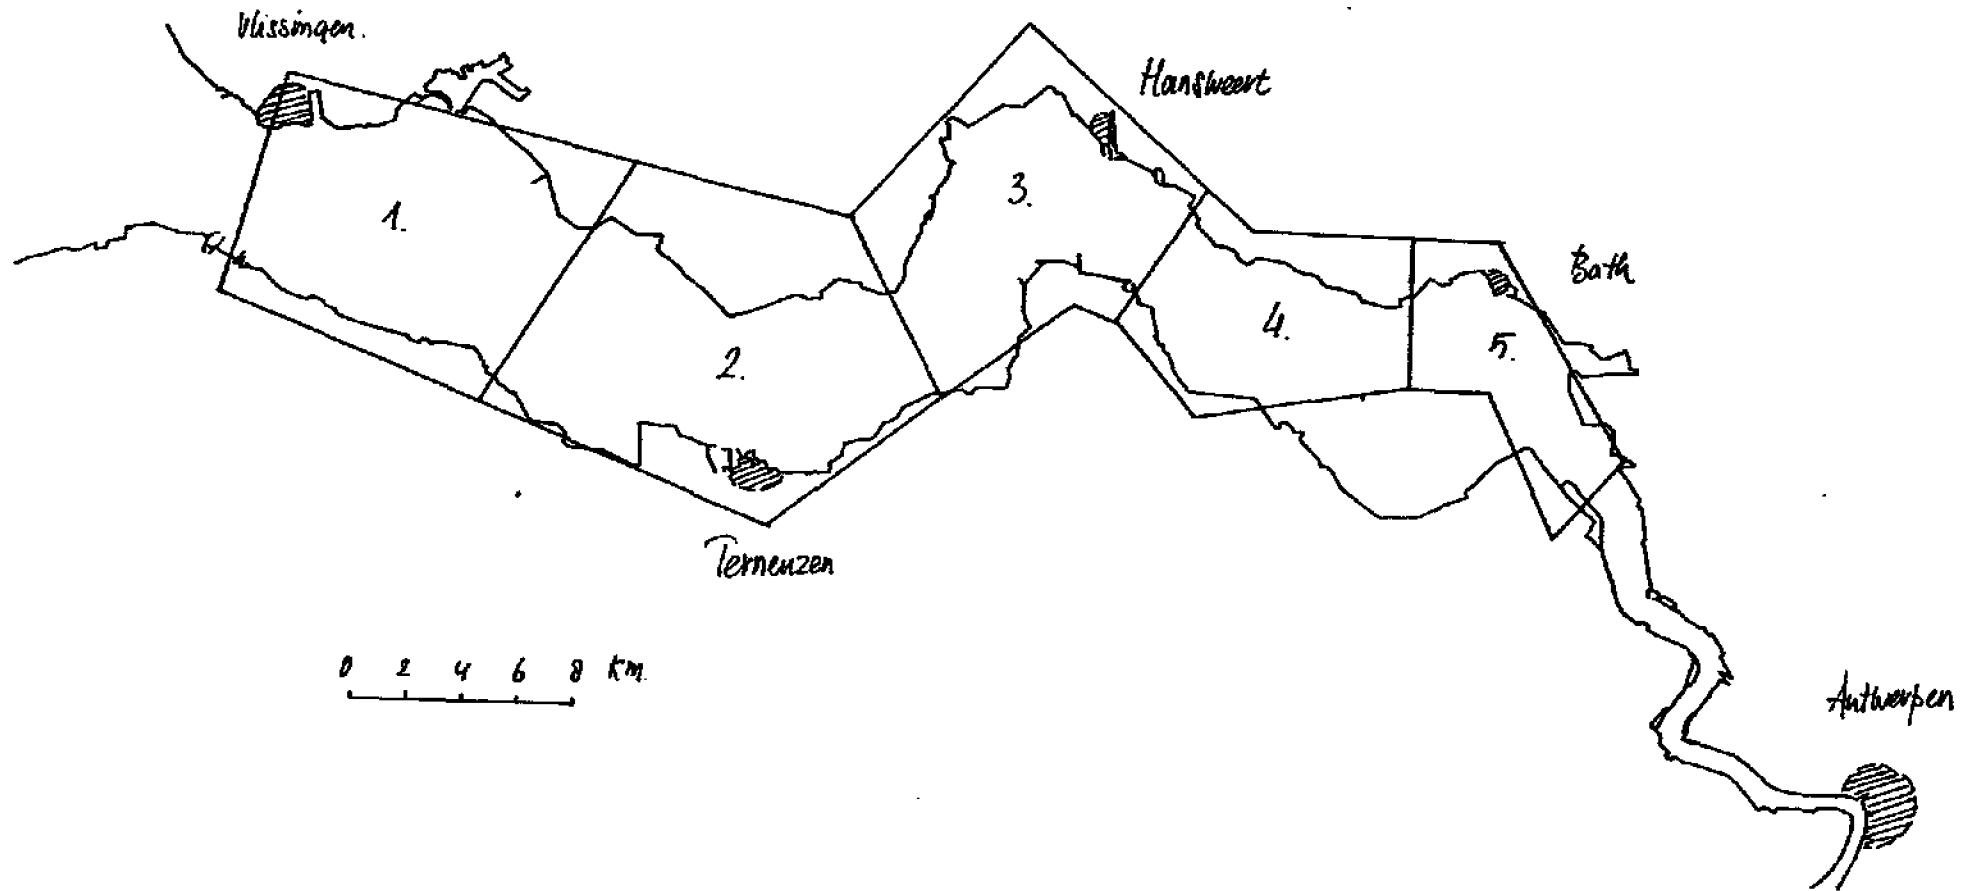 Vlissingen.
Hansweert
1.
3.
Bath
2.
4.
5.
Terneuzen
0 2 4 6 8 km.
Antwerpen